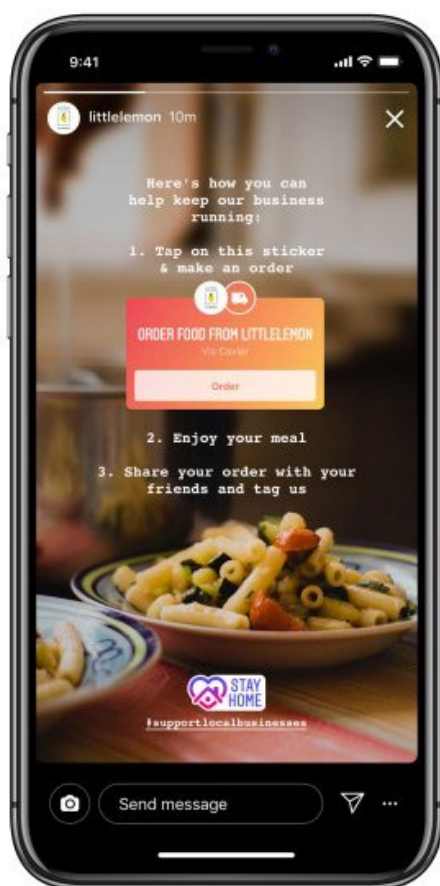 9:41
littlelemon 10m
Here's how you can
help keep our business
running:
1. Tap on this sticker
& make an order
ORDER FOOD FROM LITTLELEMON
via Caviar
Order
2. Enjoy your meal
3. Share your order with your
friends and tag us
STAY
HOME
#supportlocalbusinesses
Send message